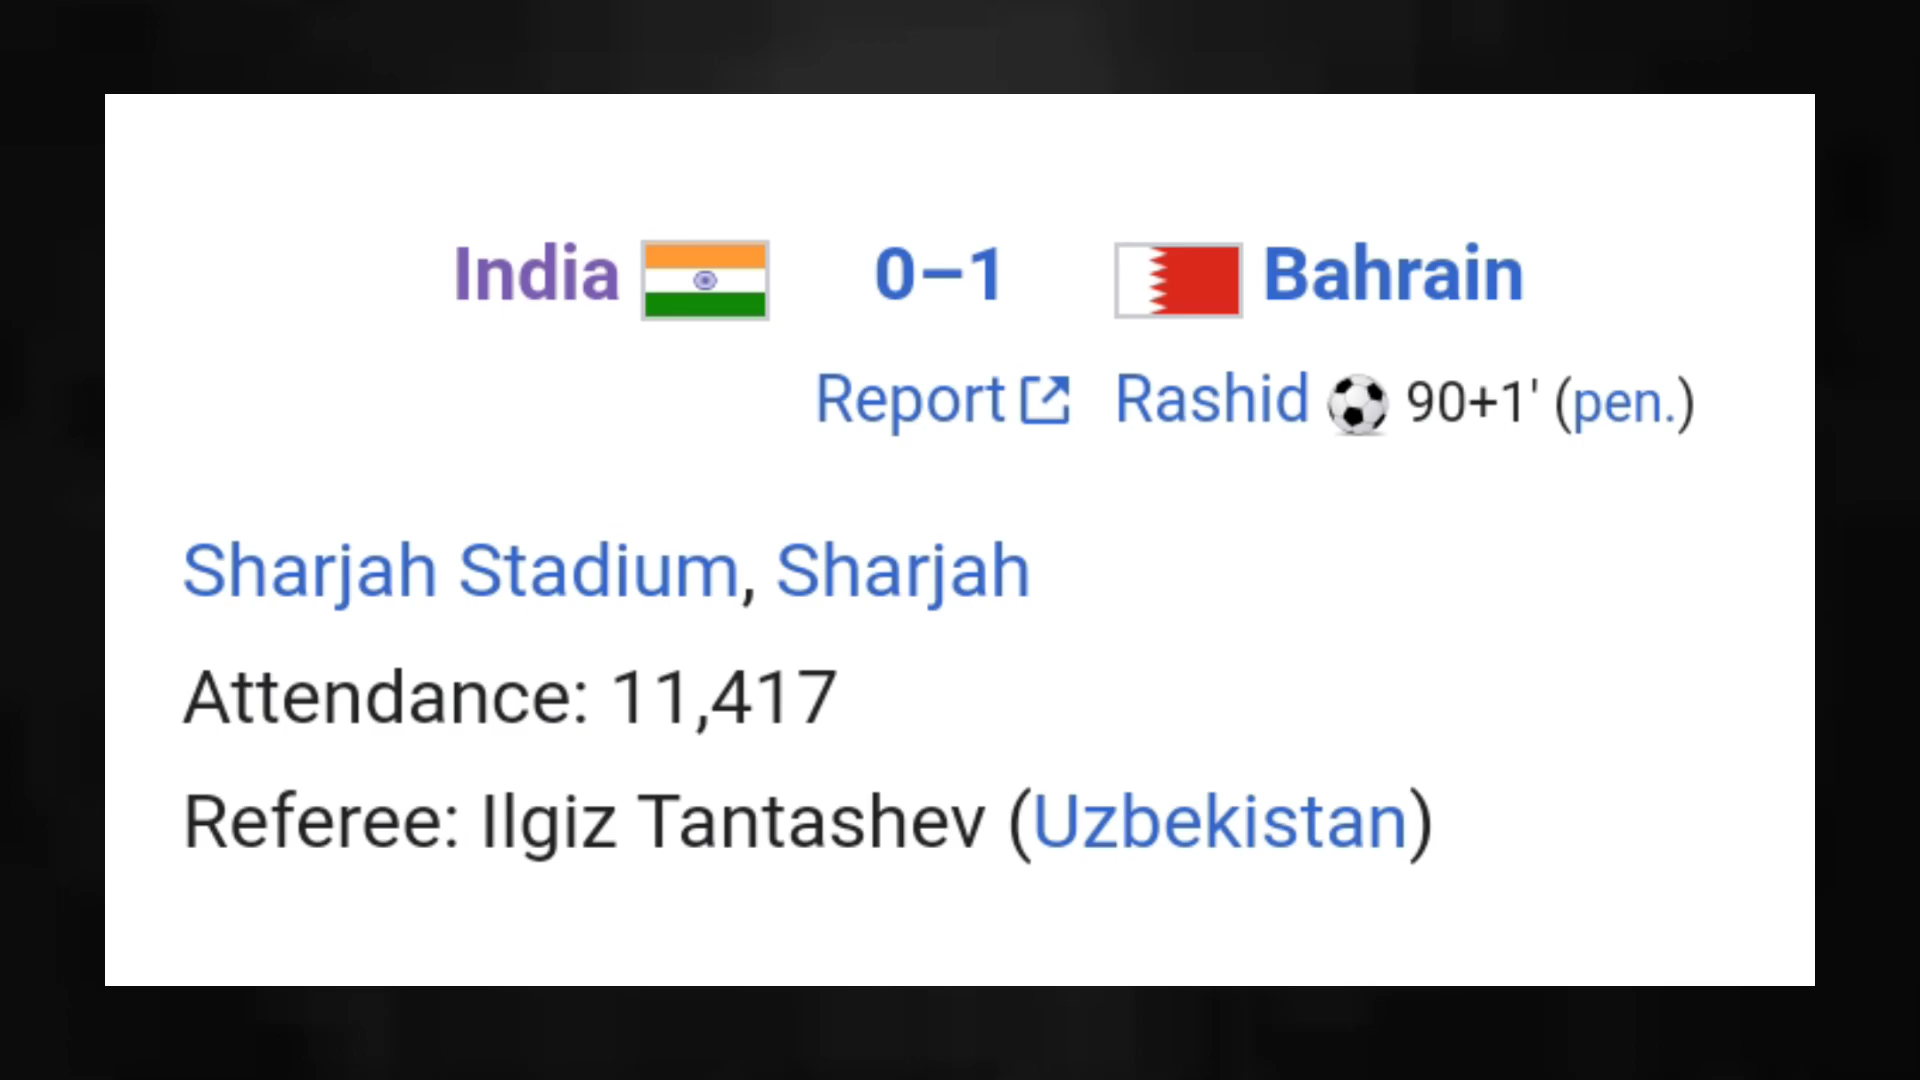 India 0–1 Bahrain
Report Rashid 90+1' (pen.)
Sharjah Stadium, Sharjah
Attendance: 11,417
Referee: Ilgiz Tantashev (Uzbekistan)